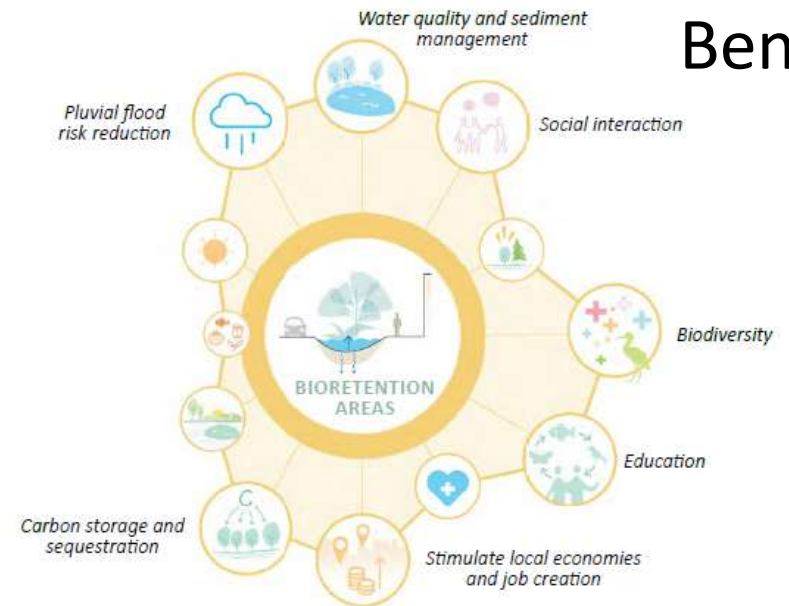 Ben
Water quality and sediment
management
Pluvial flood
risk reduction
Social interaction
BIORETENTION
AREAS
Biodiversity
Education
Carbon storage and
sequestration
C
Stimulate local economies
and job creation